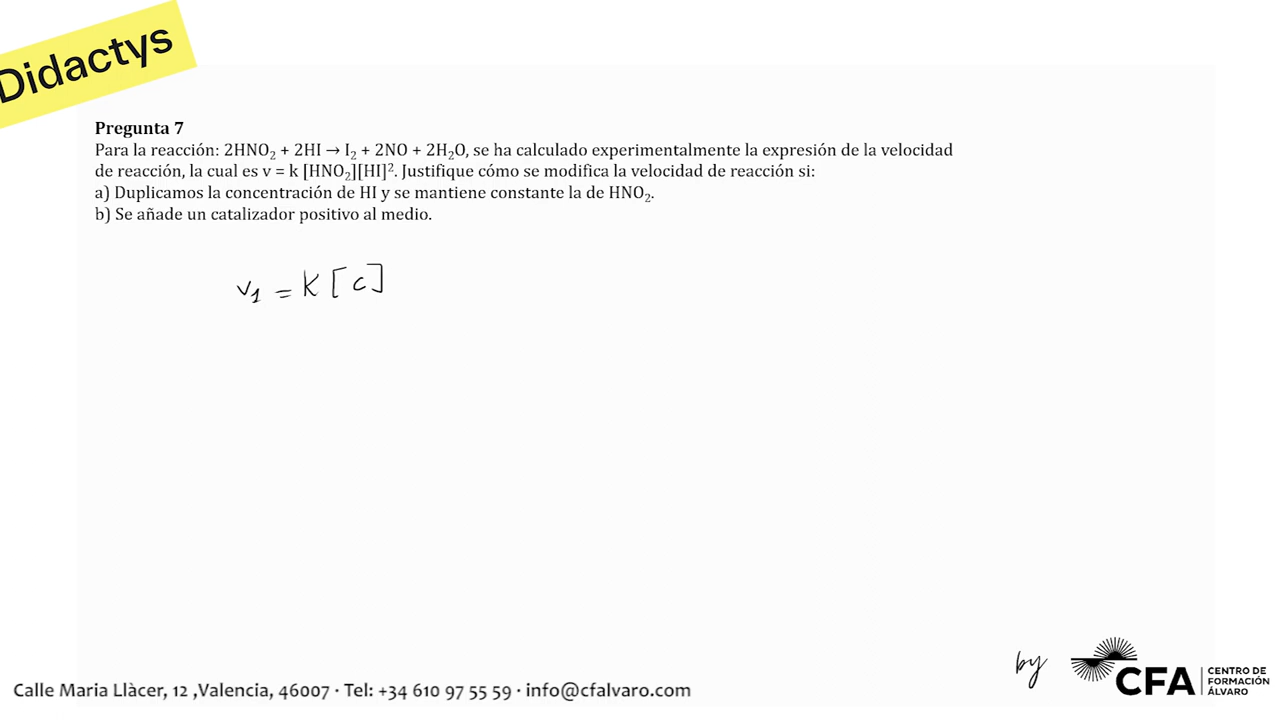 Didactys
Pregunta 7
Para la reacción: 2HNO₂ + 2HI → I₂ + 2NO + 2H₂O, se ha calculado experimentalmente la expresión de la velocidad
de reacción, la cual es v = k [HNO₂][HI]². Justifique cómo se modifica la velocidad de reacción si:
a) Duplicamos la concentración de HI y se mantiene constante la de HNO₂.
b) Se añade un catalizador positivo al medio.
v₁ = K [c]
by
CFA
CENTRO DE
FORMACIÓN
ÁLVARO
Calle Maria Llàcer, 12 ,Valencia, 46007 · Tel: +34 610 97 55 59 · info@cfalvaro.com